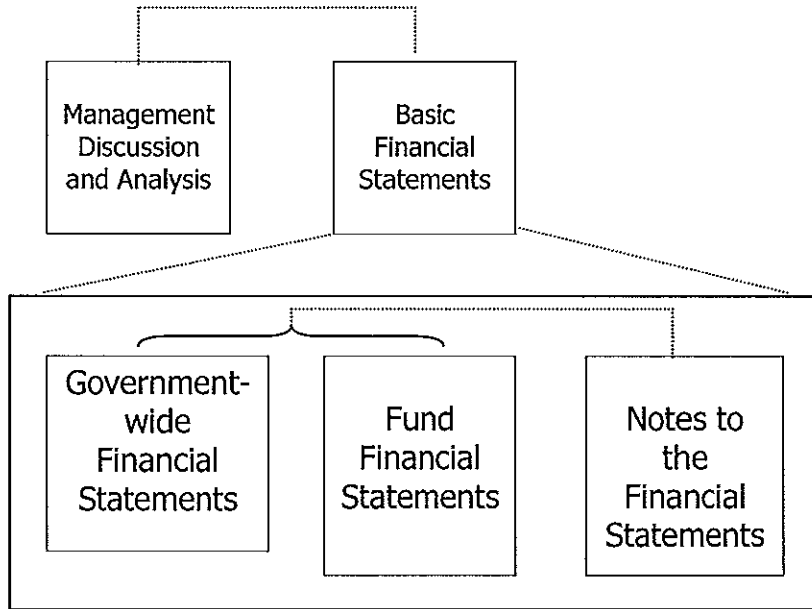 Management
Discussion
and Analysis
Basic
Financial
Statements
Government-
wide
Financial
Statements
Fund
Financial
Statements
Notes to
the
Financial
Statements